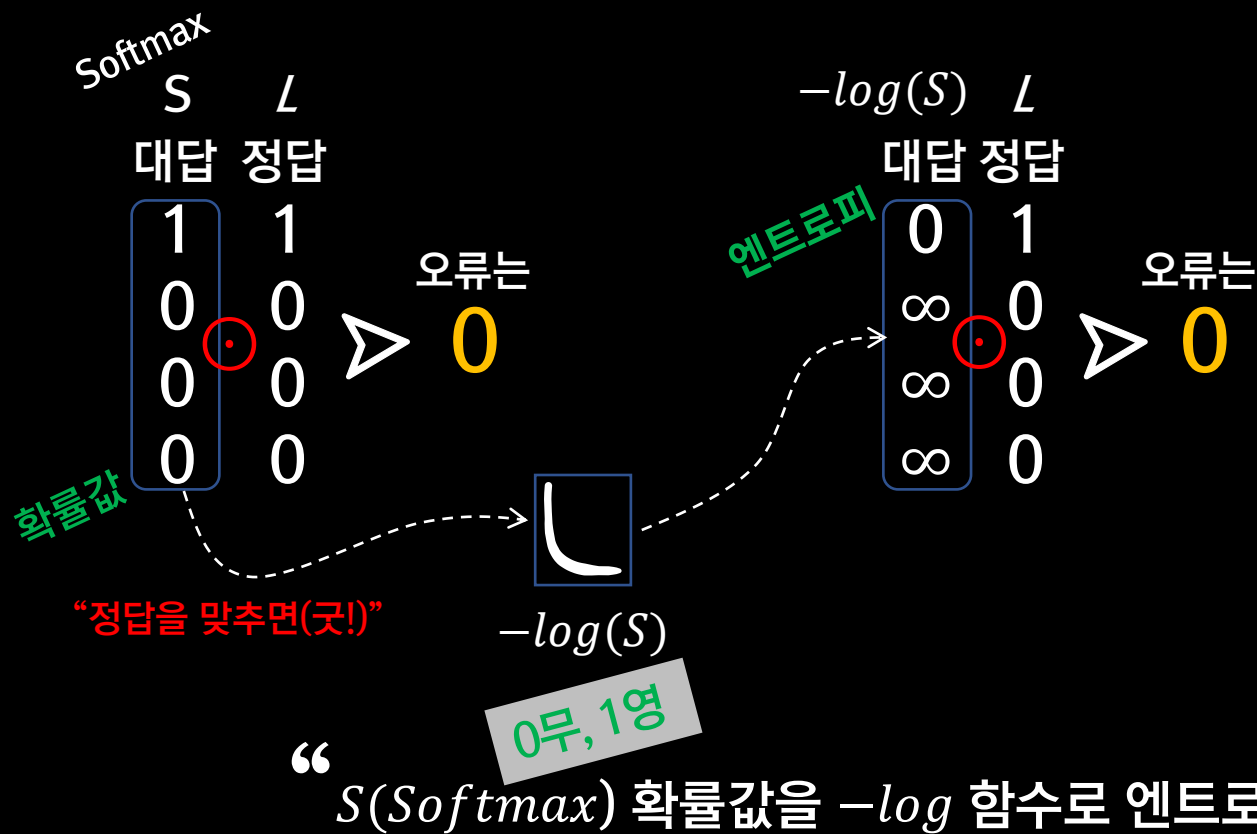 Softmax
S L
대답 정답
1 1
0 0
0 0
0 0
확률값
오류는
0
"정답을 맞추면(굿!)"
−log(S)
0무, 1영
−log(S) L
대답 정답
엔트로피
0 1
∞ 0
∞ 0
∞ 0
오류는
0
“
S(Softmax) 확률값을 −log 함수로 엔트로